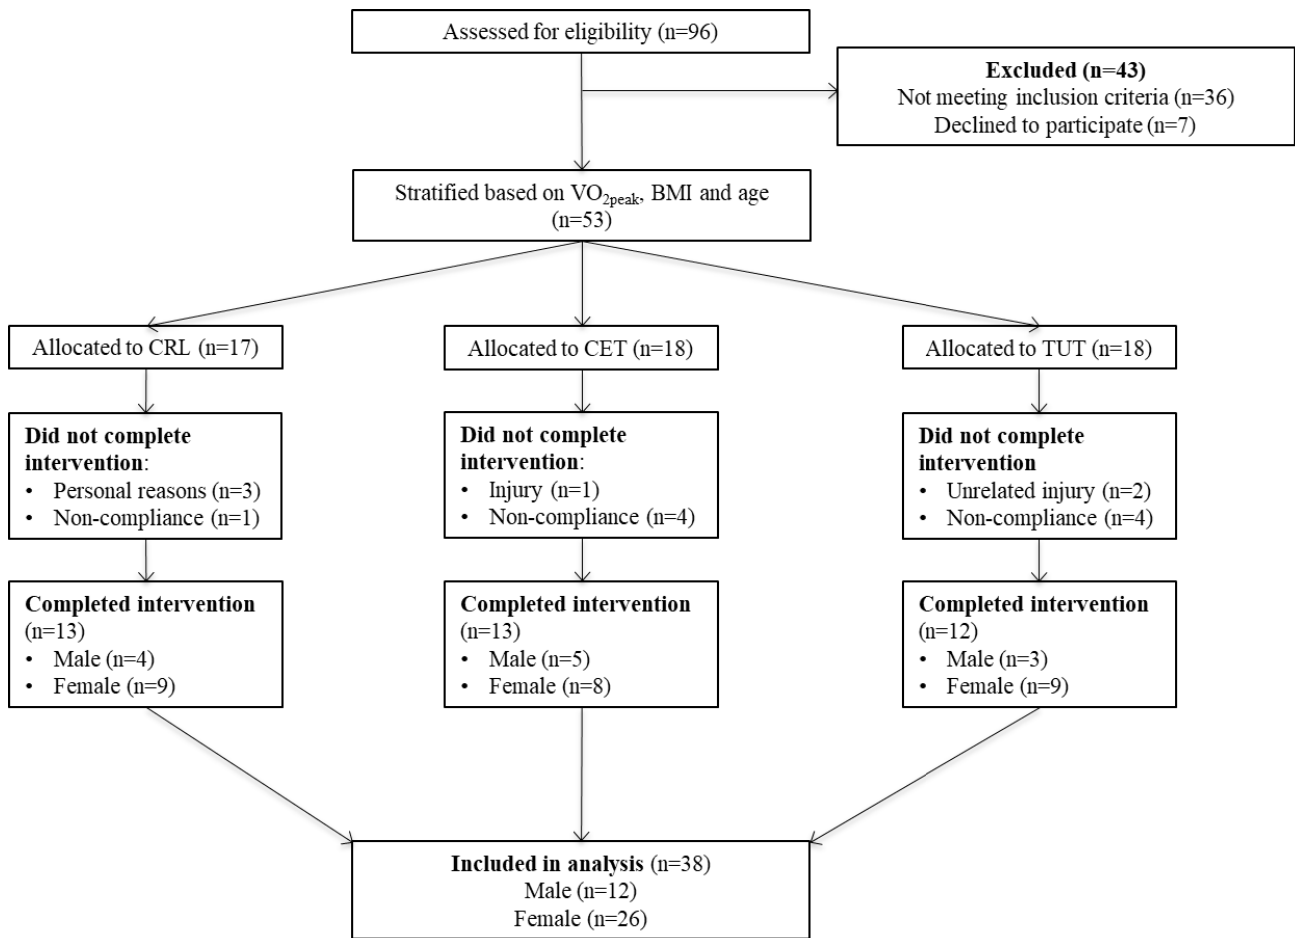 Assessed for eligibility (n=96)
Excluded (n=43)
Not meeting inclusion criteria (n=36)
Declined to participate (n=7)
Stratified based on VO2peak, BMI and age
(n=53)
Allocated to CRL (n=17)
Allocated to CET (n=18)
Allocated to TUT (n=18)
Did not complete
intervention:
• Personal reasons (n=3)
• Non-compliance (n=1)
Did not complete
intervention:
• Injury (n=1)
• Non-compliance (n=4)
Did not complete
intervention
• Unrelated injury (n=2)
• Non-compliance (n=4)
Completed intervention
(n=13)
• Male (n=4)
• Female (n=9)
Completed intervention
(n=13)
• Male (n=5)
• Female (n=8)
Completed intervention
(n=12)
• Male (n=3)
• Female (n=9)
Included in analysis (n=38)
Male (n=12)
Female (n=26)